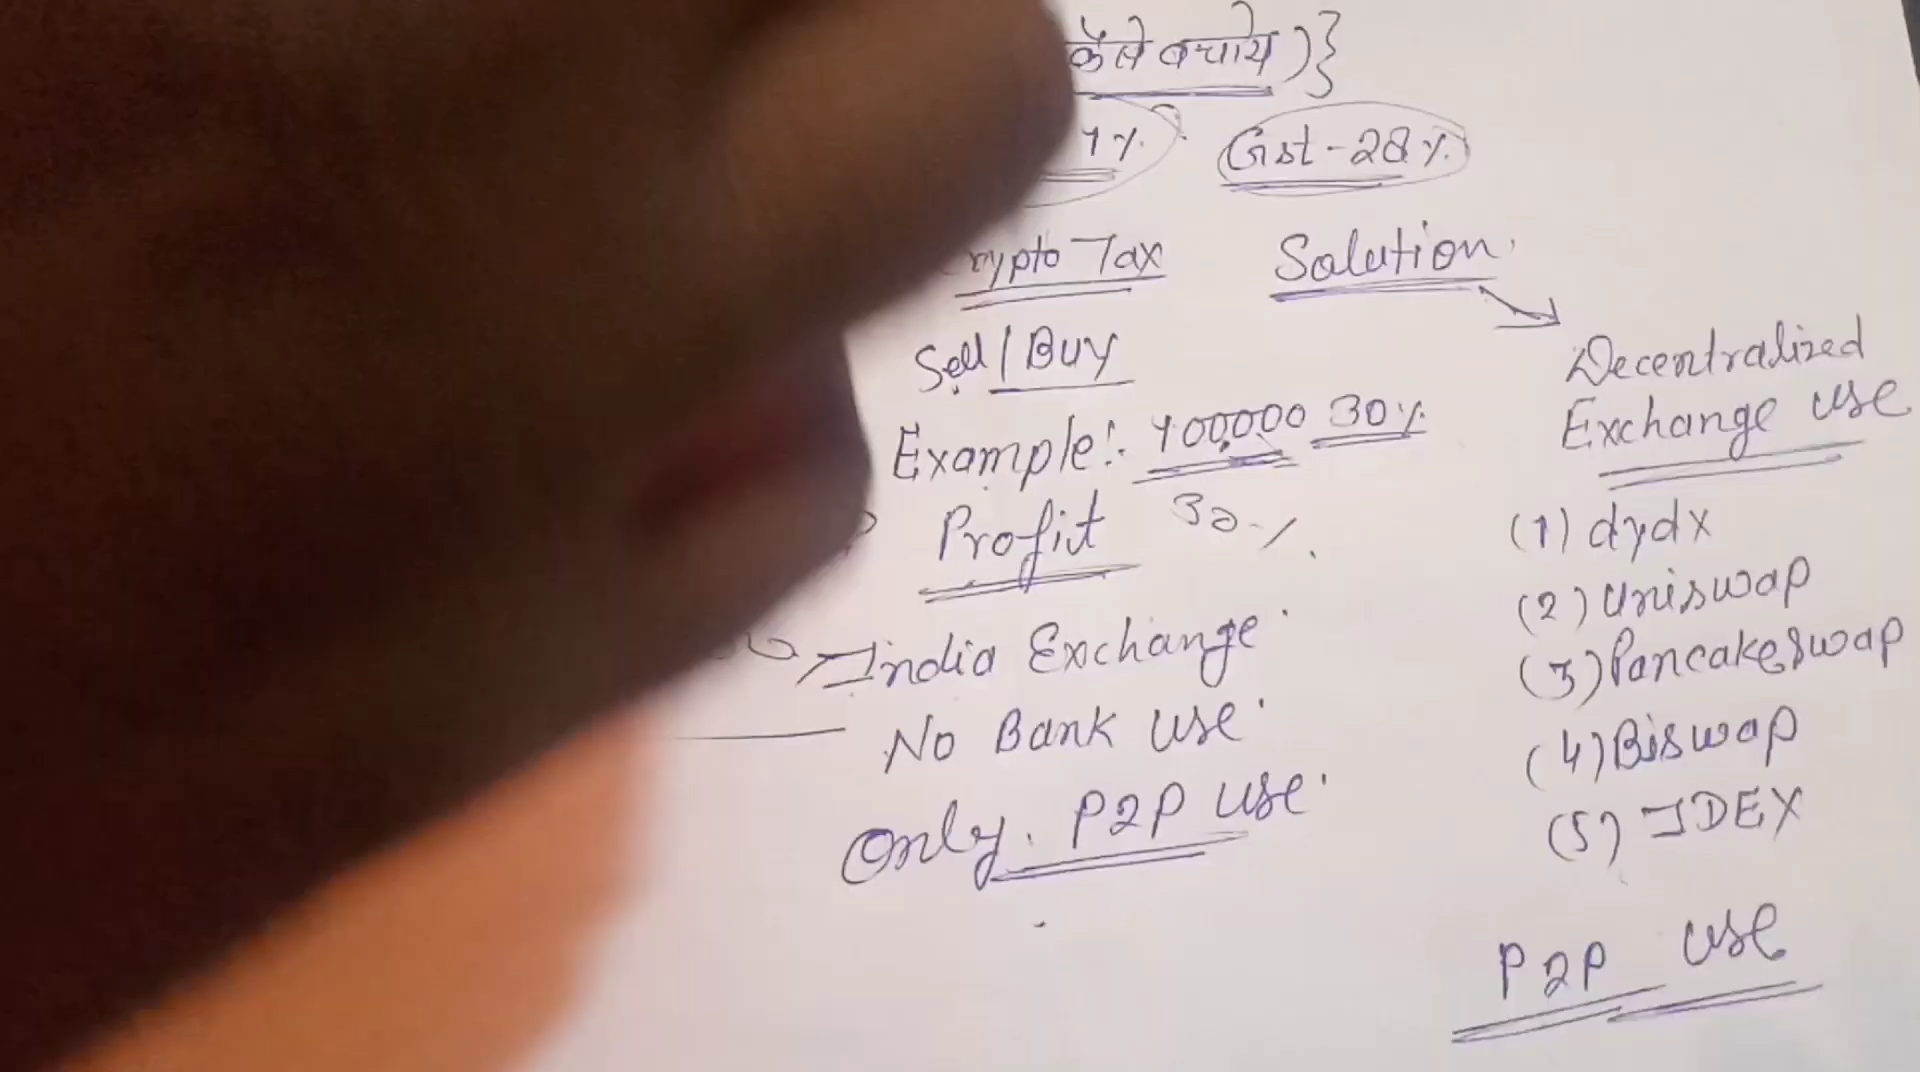 कैसे बचाये)}
1%. Gst-28%.
Crypto Tax
Solution.
Sell/Buy
Decentralized
Exchange use
Example:- 100,000 30%
Profit 30%.
(1) dydx
(2) Uniswap
India Exchange.
(3) Pancakeswap
No Bank use.
(4) Biswap
Only. P2P use.
(5) IDEX
P2P use